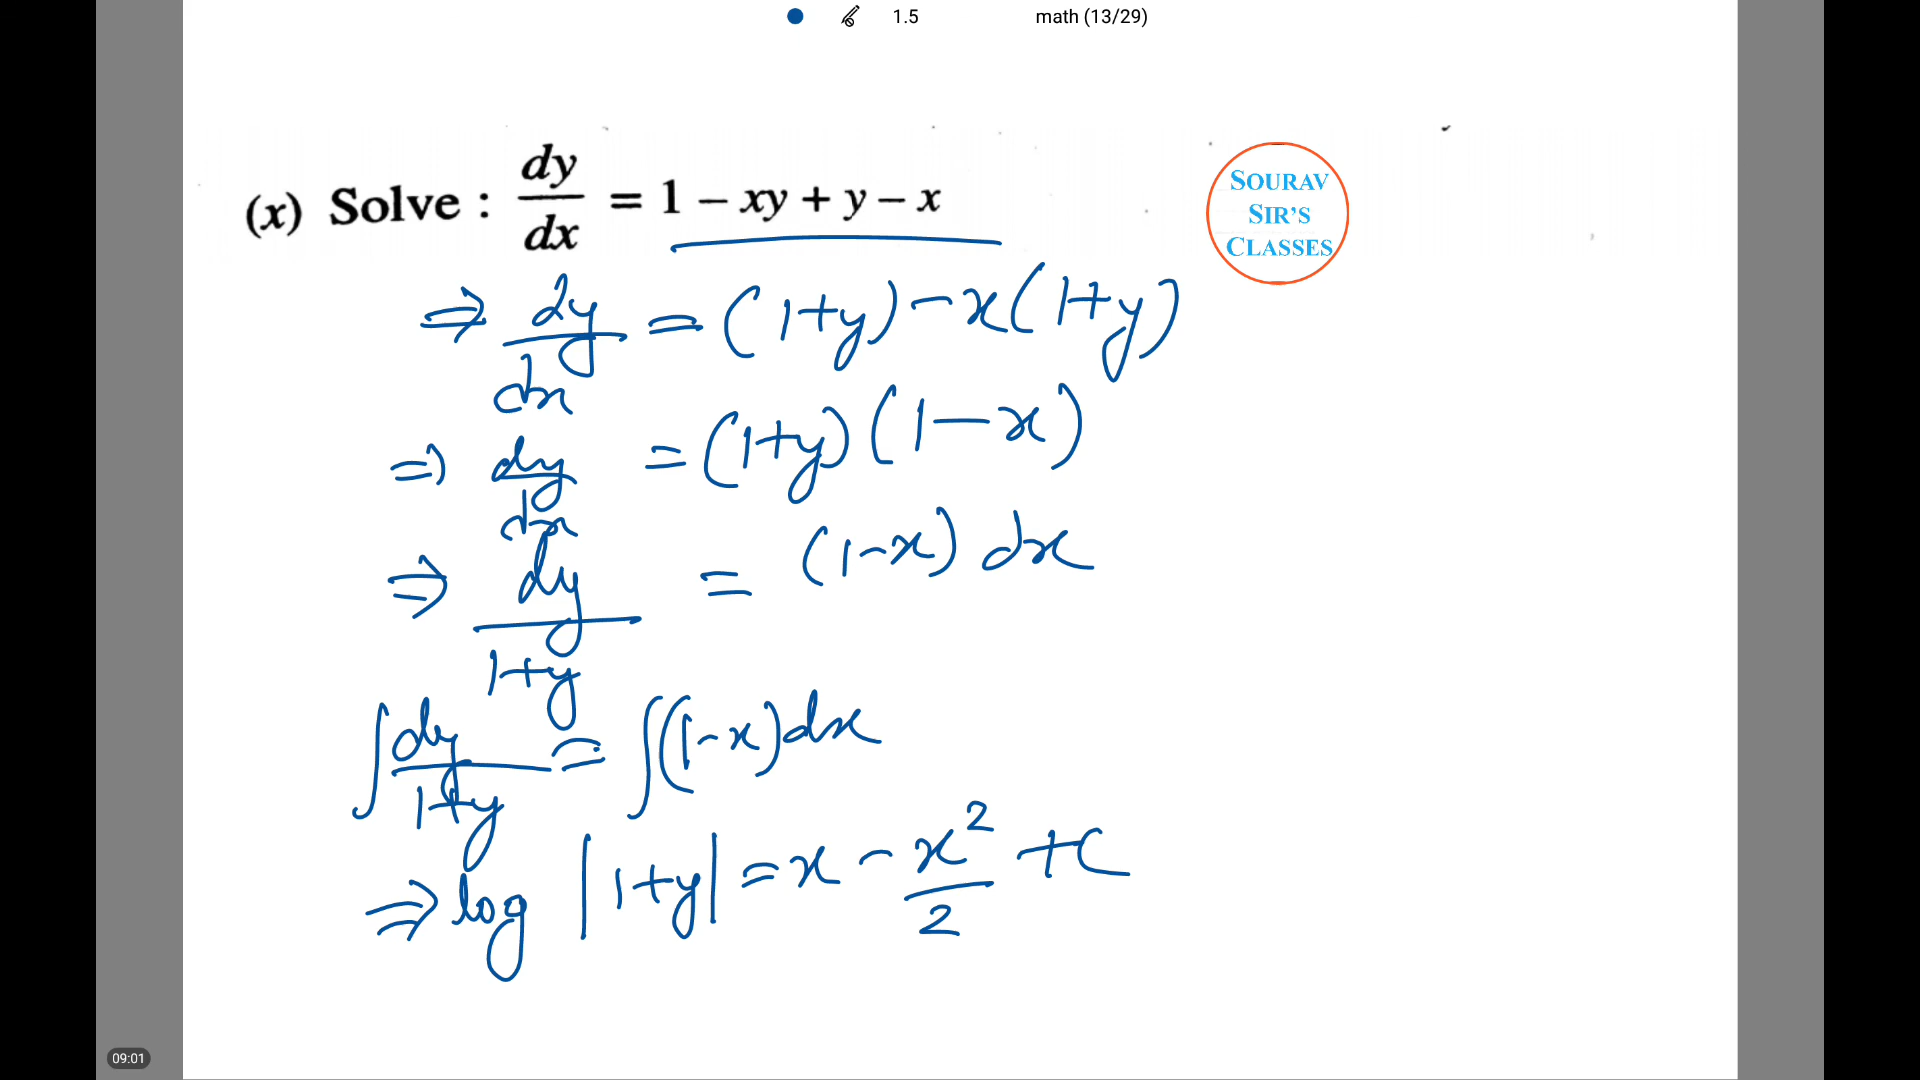 1.5 math (13/29)
(x) Solve : dy/dx = 1 – xy + y – x
SOURAV
SIR'S
CLASSES
⇒ dy/dx = (1+y) – x(1+y)
⇒ dy/dx = (1+y)(1–x)
⇒ dy/1+y = (1–x) dx
∫ dy/1+y = ∫(1–x)dx
⇒ log |1+y| = x – x²/2 + C
09:01